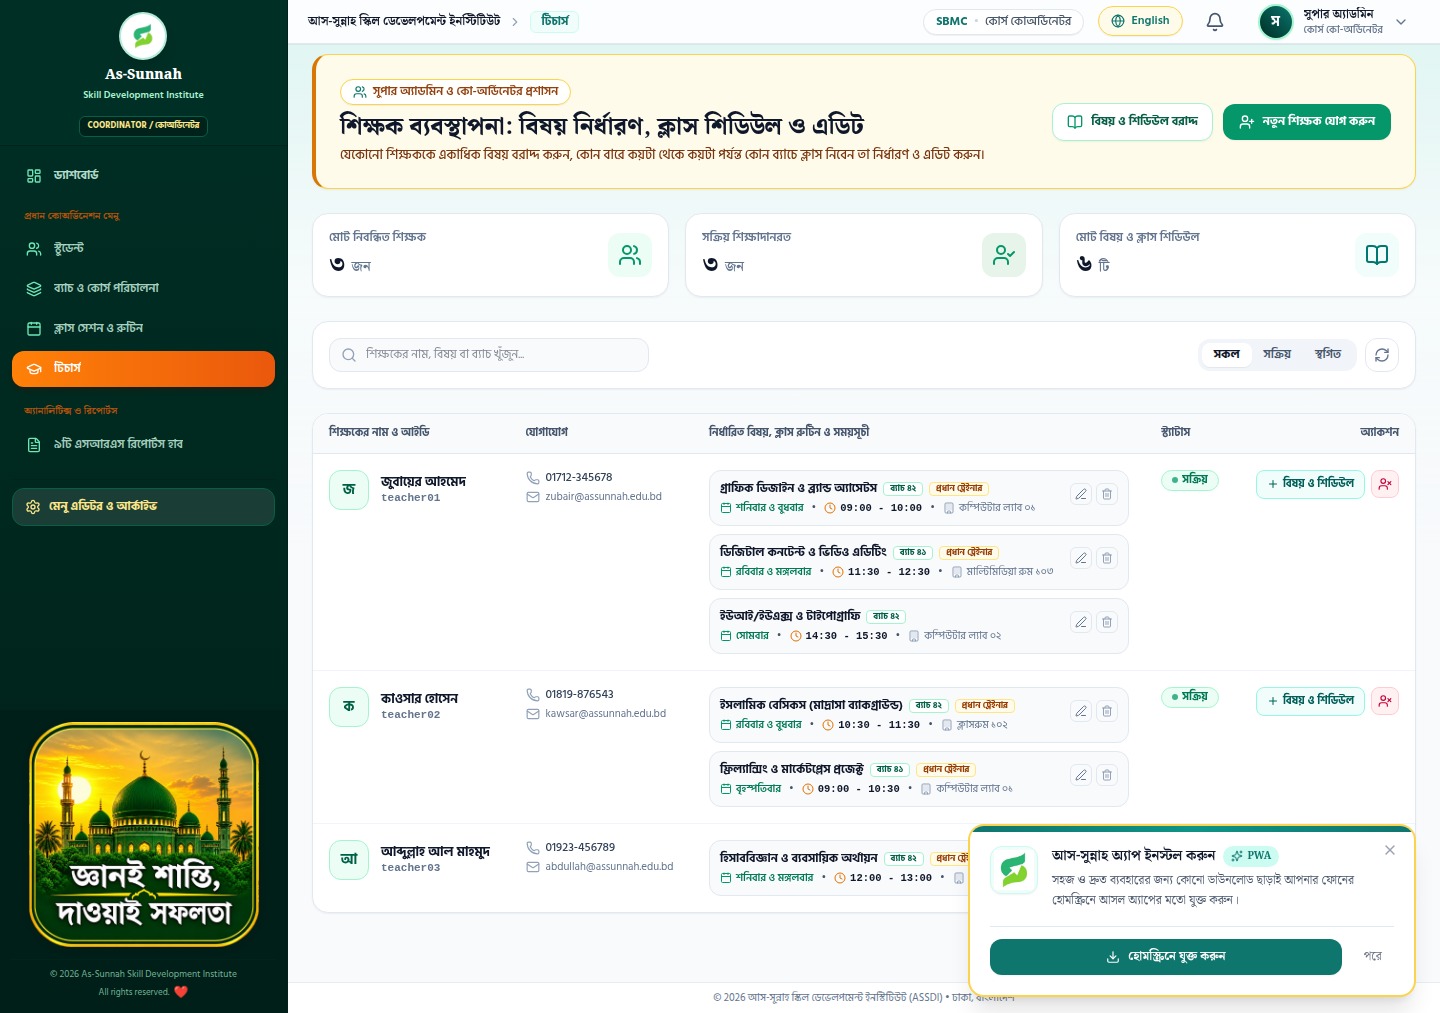 As-Sunnah
Skill Development Institute
COORDINATOR / কোঅর্ডিনেটর
ড্যাশবোর্ড
প্রধান কোঅর্ডিনেশন মেনু
স্টুডেন্ট
ব্যাচ ও কোর্স পরিচালনা
ক্লাস সেশন ও রুটিন
টিচার্স
অ্যানালিটিক্স ও রিপোর্টস
৯টি এসআরএস রিপোর্টস হাব
মেনু এডিটর ও আর্কাইভ
জ্ঞানই শান্তি,
দাওয়াই সফলতা
© 2026 As-Sunnah Skill Development Institute
All rights reserved. ❤️
আস-সুন্নাহ স্কিল ডেভেলপমেন্ট ইনস্টিটিউট > টিচার্স
SBMC • কোর্স কোঅর্ডিনেটর
English
স
সুপার অ্যাডমিন
কোর্স কো-অর্ডিনেটর
সুপার অ্যাডমিন ও কো-অর্ডিনেটর প্রশাসন
শিক্ষক ব্যবস্থাপনা: বিষয় নির্ধারণ, ক্লাস শিডিউল ও এডিট
যেকোনো শিক্ষককে একাধিক বিষয় বরাদ্দ করুন, কোন বারে কয়টা থেকে কয়টা পর্যন্ত কোন ব্যাচে ক্লাস নিবেন তা নির্ধারণ ও এডিট করুন।
বিষয় ও শিডিউল বরাদ্দ
নতুন শিক্ষক যোগ করুন
মোট নিবন্ধিত শিক্ষক
৩ জন
সক্রিয় শিক্ষাদানরত
৩ জন
মোট বিষয় ও ক্লাস শিডিউল
৬ টি
শিক্ষকের নাম, বিষয় বা ব্যাচ খুঁজুন...
সকল সক্রিয় স্থগিত
শিক্ষকের নাম ও আইডি যোগাযোগ নির্ধারিত বিষয়, ক্লাস রুটিন ও সময়সূচী স্ট্যাটাস অ্যাকশন
জ
জুবায়ের আহমেদ
teacher01
01712-345678
zubair@assunnah.edu.bd
গ্রাফিক ডিজাইন ও ব্র্যান্ড অ্যাসেটস ব্যাচ ৪২ প্রধান ট্রেইনার
শনিবার ও বুধবার • 09:00 - 10:00 • কম্পিউটার ল্যাব ০১
ডিজিটাল কনটেন্ট ও ভিডিও এডিটিং ব্যাচ ৪১ প্রধান ট্রেইনার
রবিবার ও মঙ্গলবার • 11:30 - 12:30 • মাল্টিমিডিয়া রুম ১০৩
ইউআই/ইউএক্স ও টাইপোগ্রাফি ব্যাচ ৪২
সোমবার • 14:30 - 15:30 • কম্পিউটার ল্যাব ০২
সক্রিয়
+ বিষয় ও শিডিউল
ক
কাওসার হোসেন
teacher02
01819-876543
kawsar@assunnah.edu.bd
ইসলামিক বেসিকস (মাদ্রাসা ব্যাকগ্রাউন্ড) ব্যাচ ৪২ প্রধান ট্রেইনার
রবিবার ও বুধবার • 10:30 - 11:30 • ক্লাসরুম ১০২
ফ্রিল্যান্সিং ও মার্কেটপ্লেস প্রজেক্ট ব্যাচ ৪১ প্রধান ট্রেইনার
বৃহস্পতিবার • 09:00 - 10:30 • কম্পিউটার ল্যাব ০১
সক্রিয়
+ বিষয় ও শিডিউল
আ
আব্দুল্লাহ আল মাহমুদ
teacher03
01923-456789
abdullah@assunnah.edu.bd
হিসাববিজ্ঞান ও ব্যবসায়িক অর্থায়ন ব্যাচ ৪২ প্রধান
শনিবার ও মঙ্গলবার • 12:00 - 13:00 •
আস-সুন্নাহ অ্যাপ ইনস্টল করুন PWA
সহজ ও দ্রুত ব্যবহারের জন্য কোনো ডাউনলোড ছাড়াই আপনার ফোনের
হোমস্ক্রিনে আসল অ্যাপের মতো যুক্ত করুন।
হোমস্ক্রিনে যুক্ত করুন
পরে
© 2026 আস-সুন্নাহ স্কিল ডেভেলপমেন্ট ইনস্টিটিউট (ASSDI) • ঢাকা, বাংলাদেশ